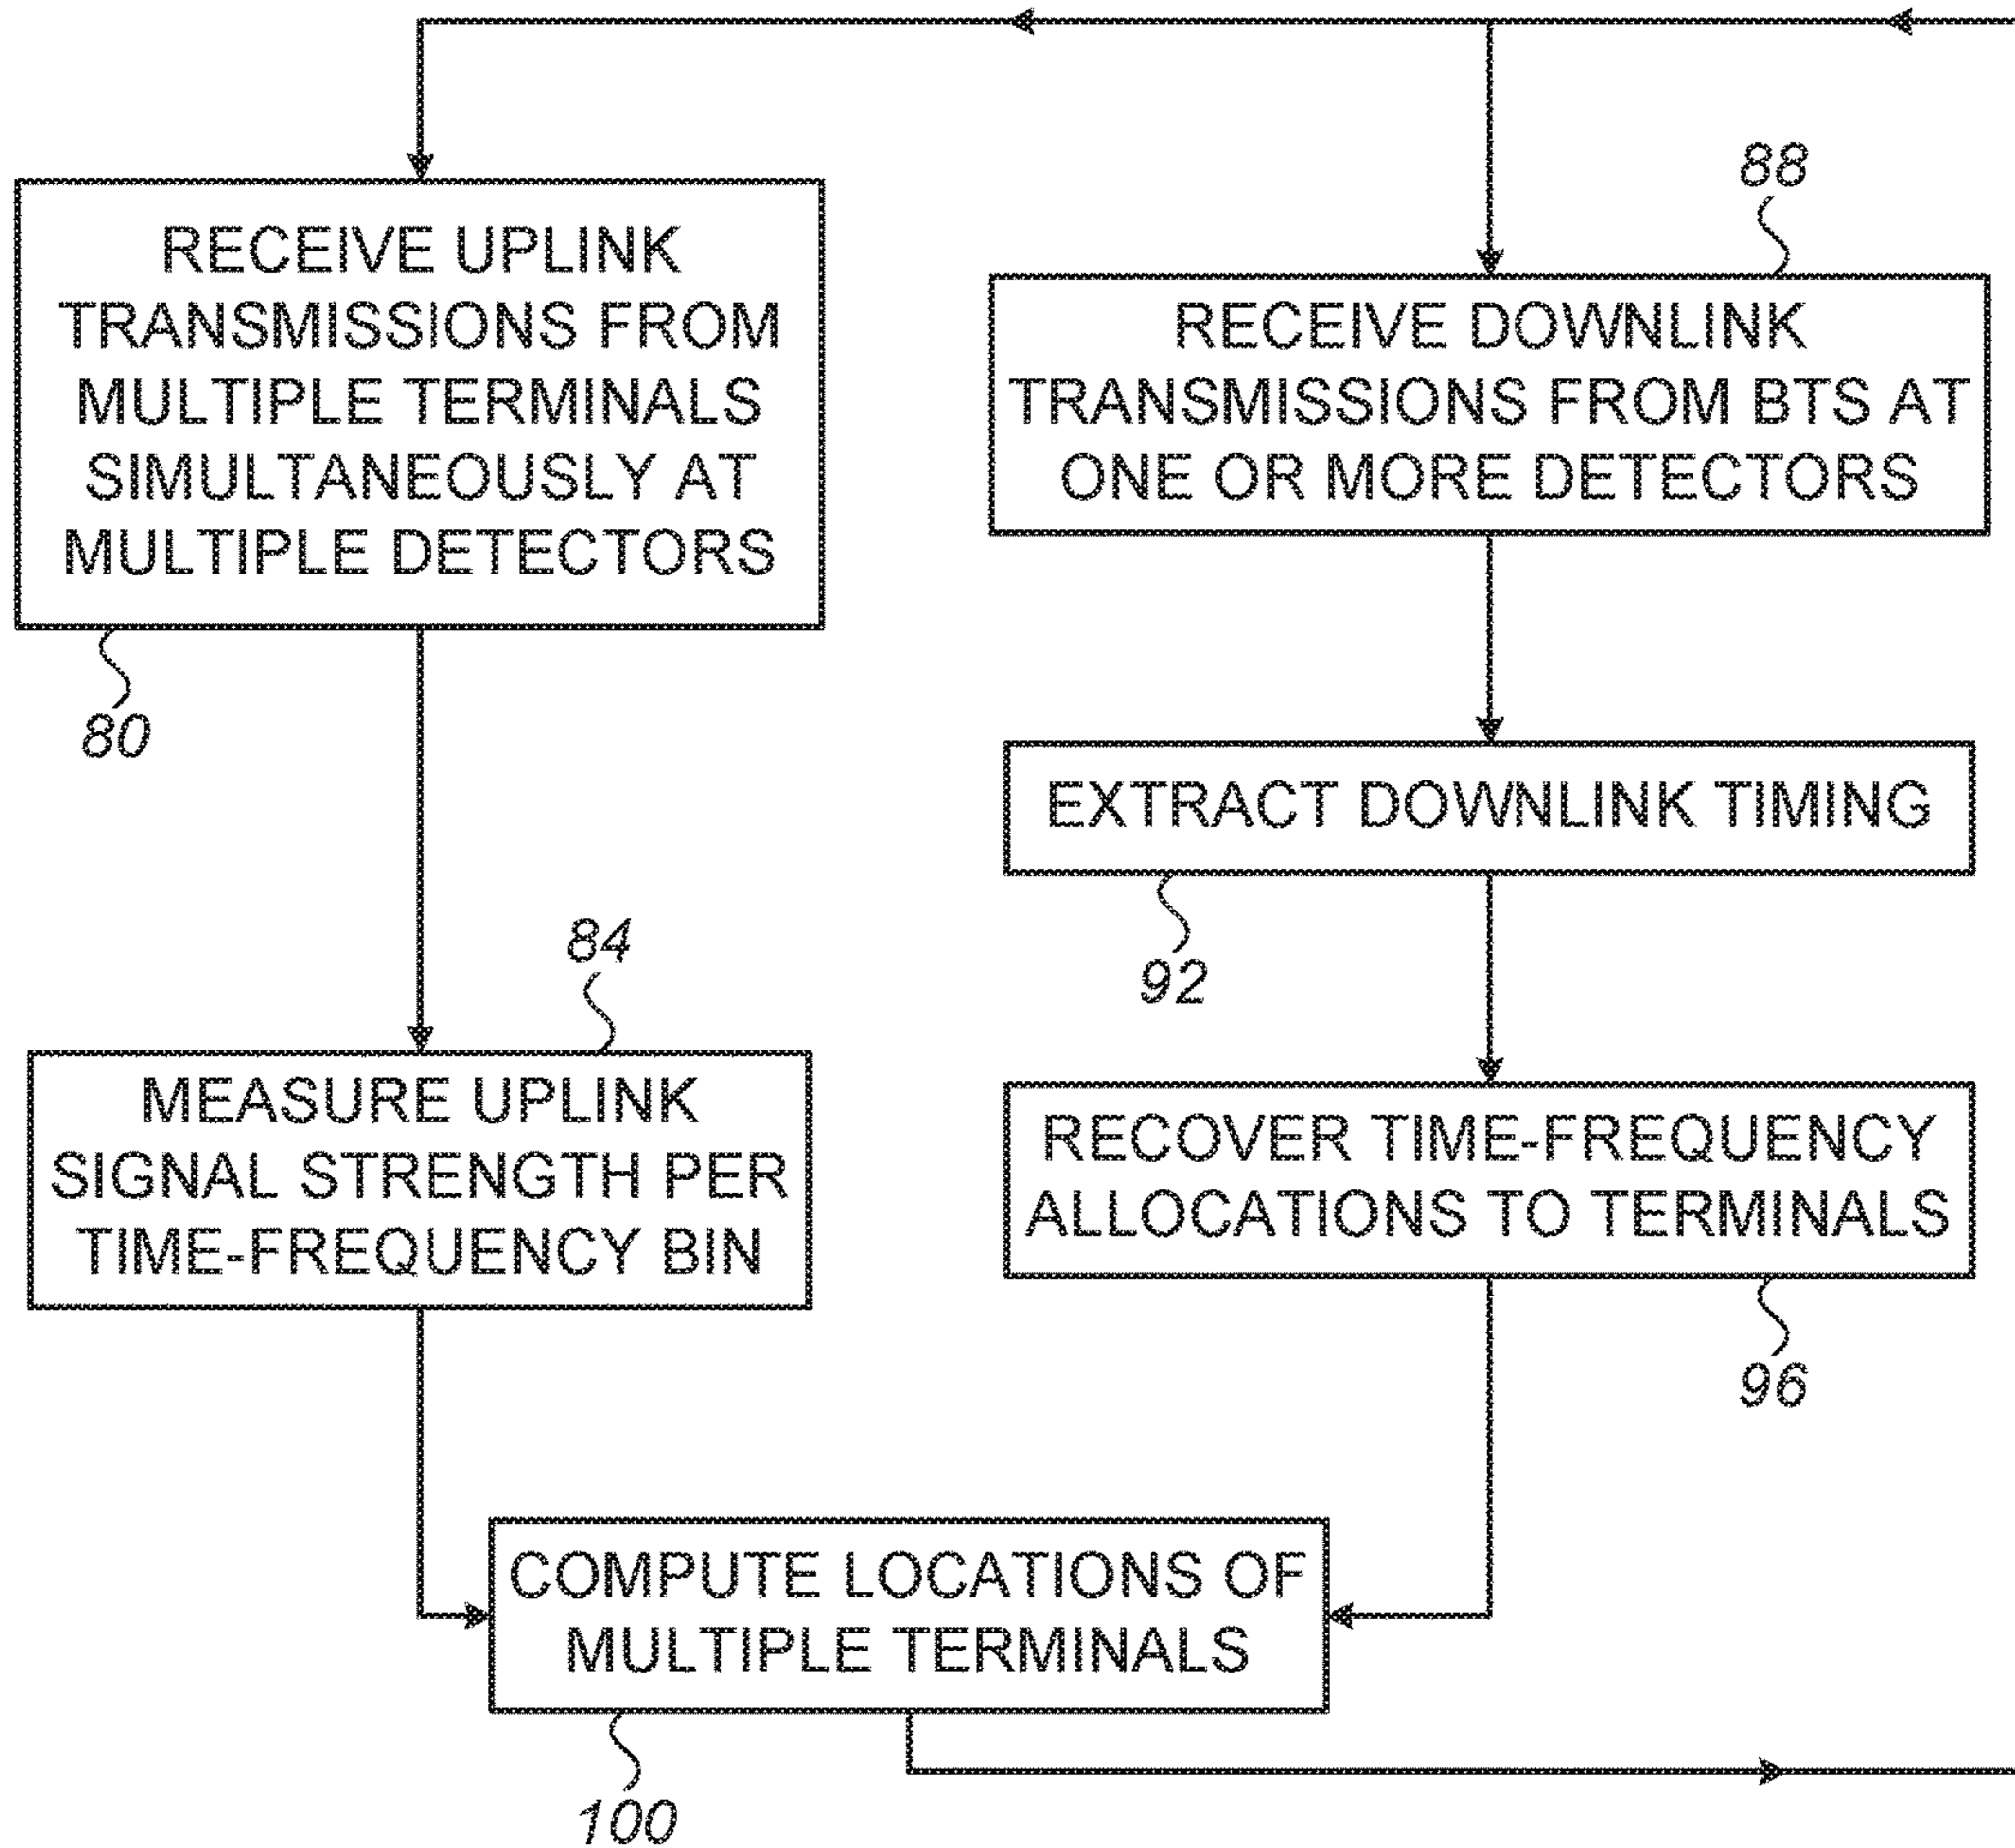 RECEIVE UPLINK
TRANSMISSIONS FROM
MULTIPLE TERMINALS
SIMULTANEOUSLY AT
MULTIPLE DETECTORS
80
88
RECEIVE DOWNLINK
TRANSMISSIONS FROM BTS AT
ONE OR MORE DETECTORS
EXTRACT DOWNLINK TIMING
92
84
MEASURE UPLINK
SIGNAL STRENGTH PER
TIME-FREQUENCY BIN
RECOVER TIME-FREQUENCY
ALLOCATIONS TO TERMINALS
96
COMPUTE LOCATIONS OF
MULTIPLE TERMINALS
100